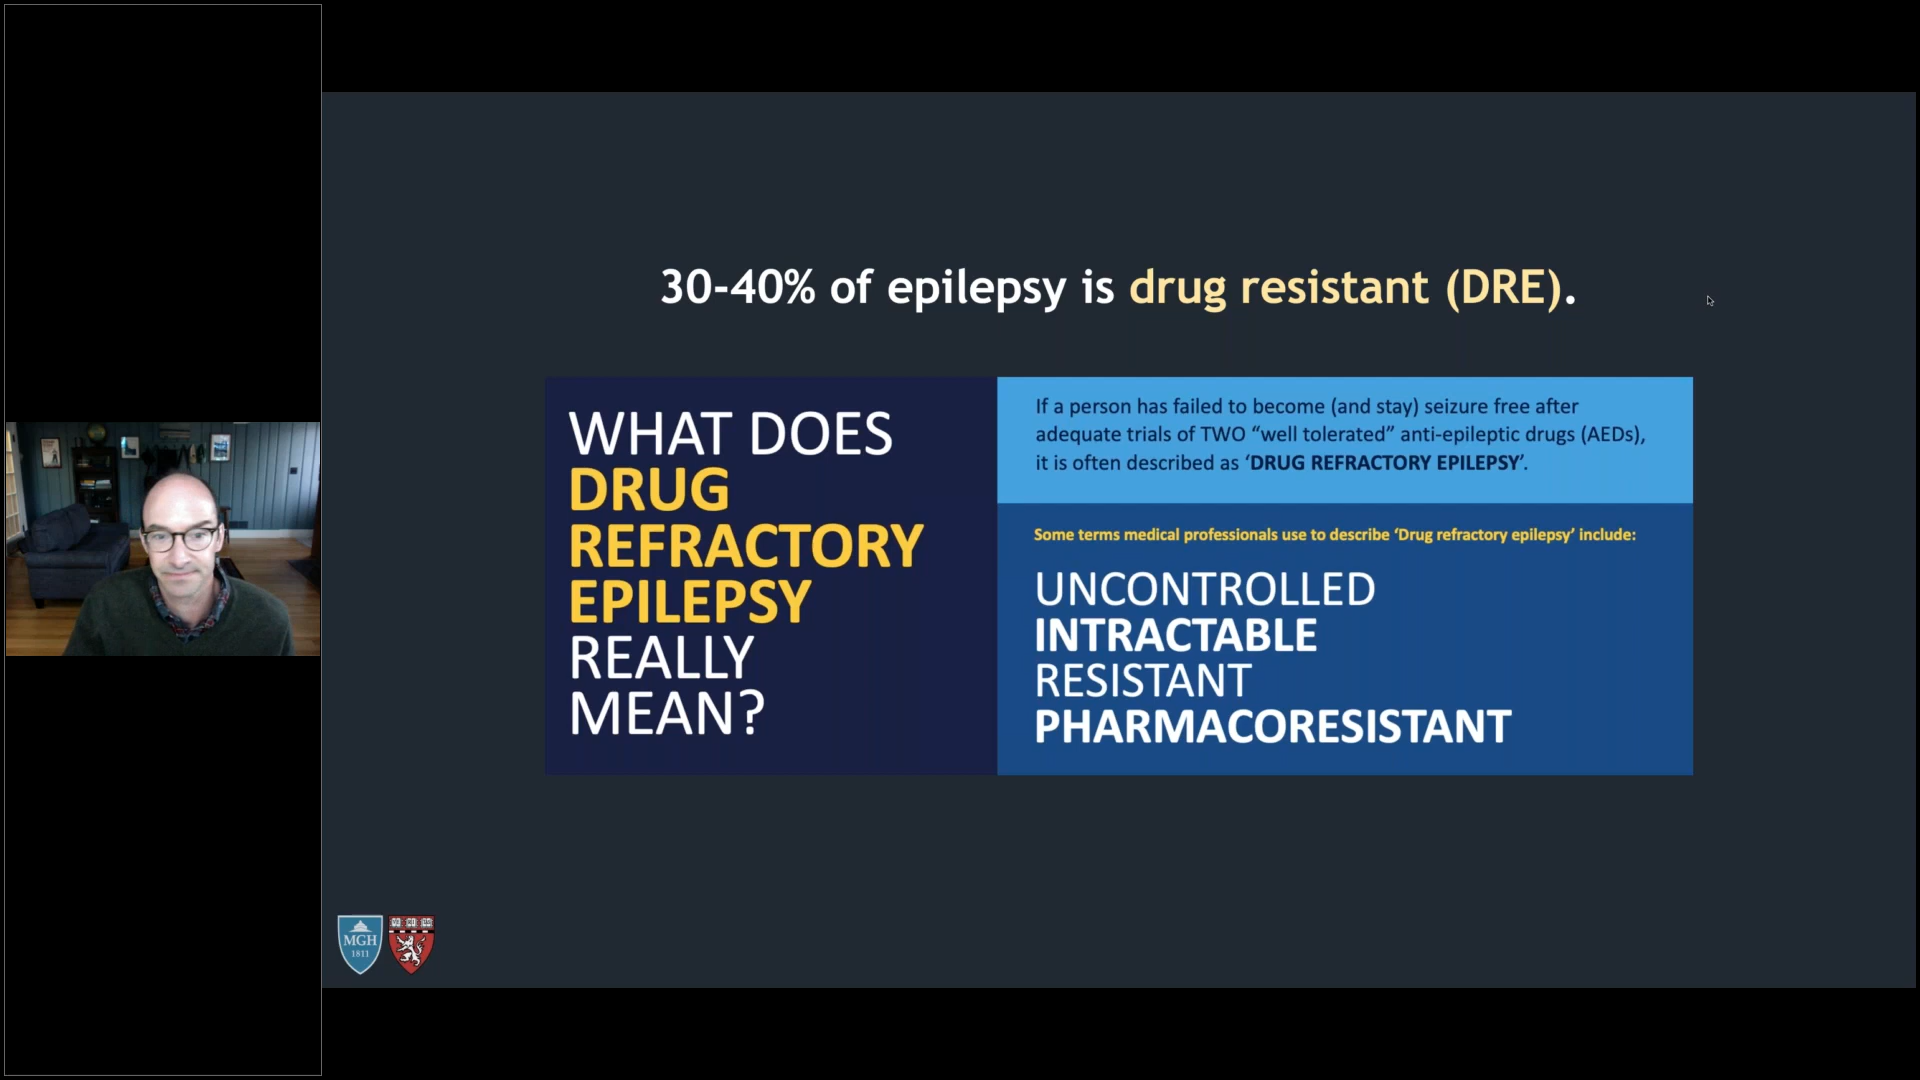 30-40% of epilepsy is drug resistant (DRE).
WHAT DOES
DRUG
REFRACTORY
EPILEPSY
REALLY
MEAN?
If a person has failed to become (and stay) seizure free after
adequate trials of TWO “well tolerated” anti-epileptic drugs (AEDs),
it is often described as ‘DRUG REFRACTORY EPILEPSY’.
Some terms medical professionals use to describe ‘Drug refractory epilepsy’ include:
UNCONTROLLED
INTRACTABLE
RESISTANT
PHARMACORESISTANT
MGH
1811